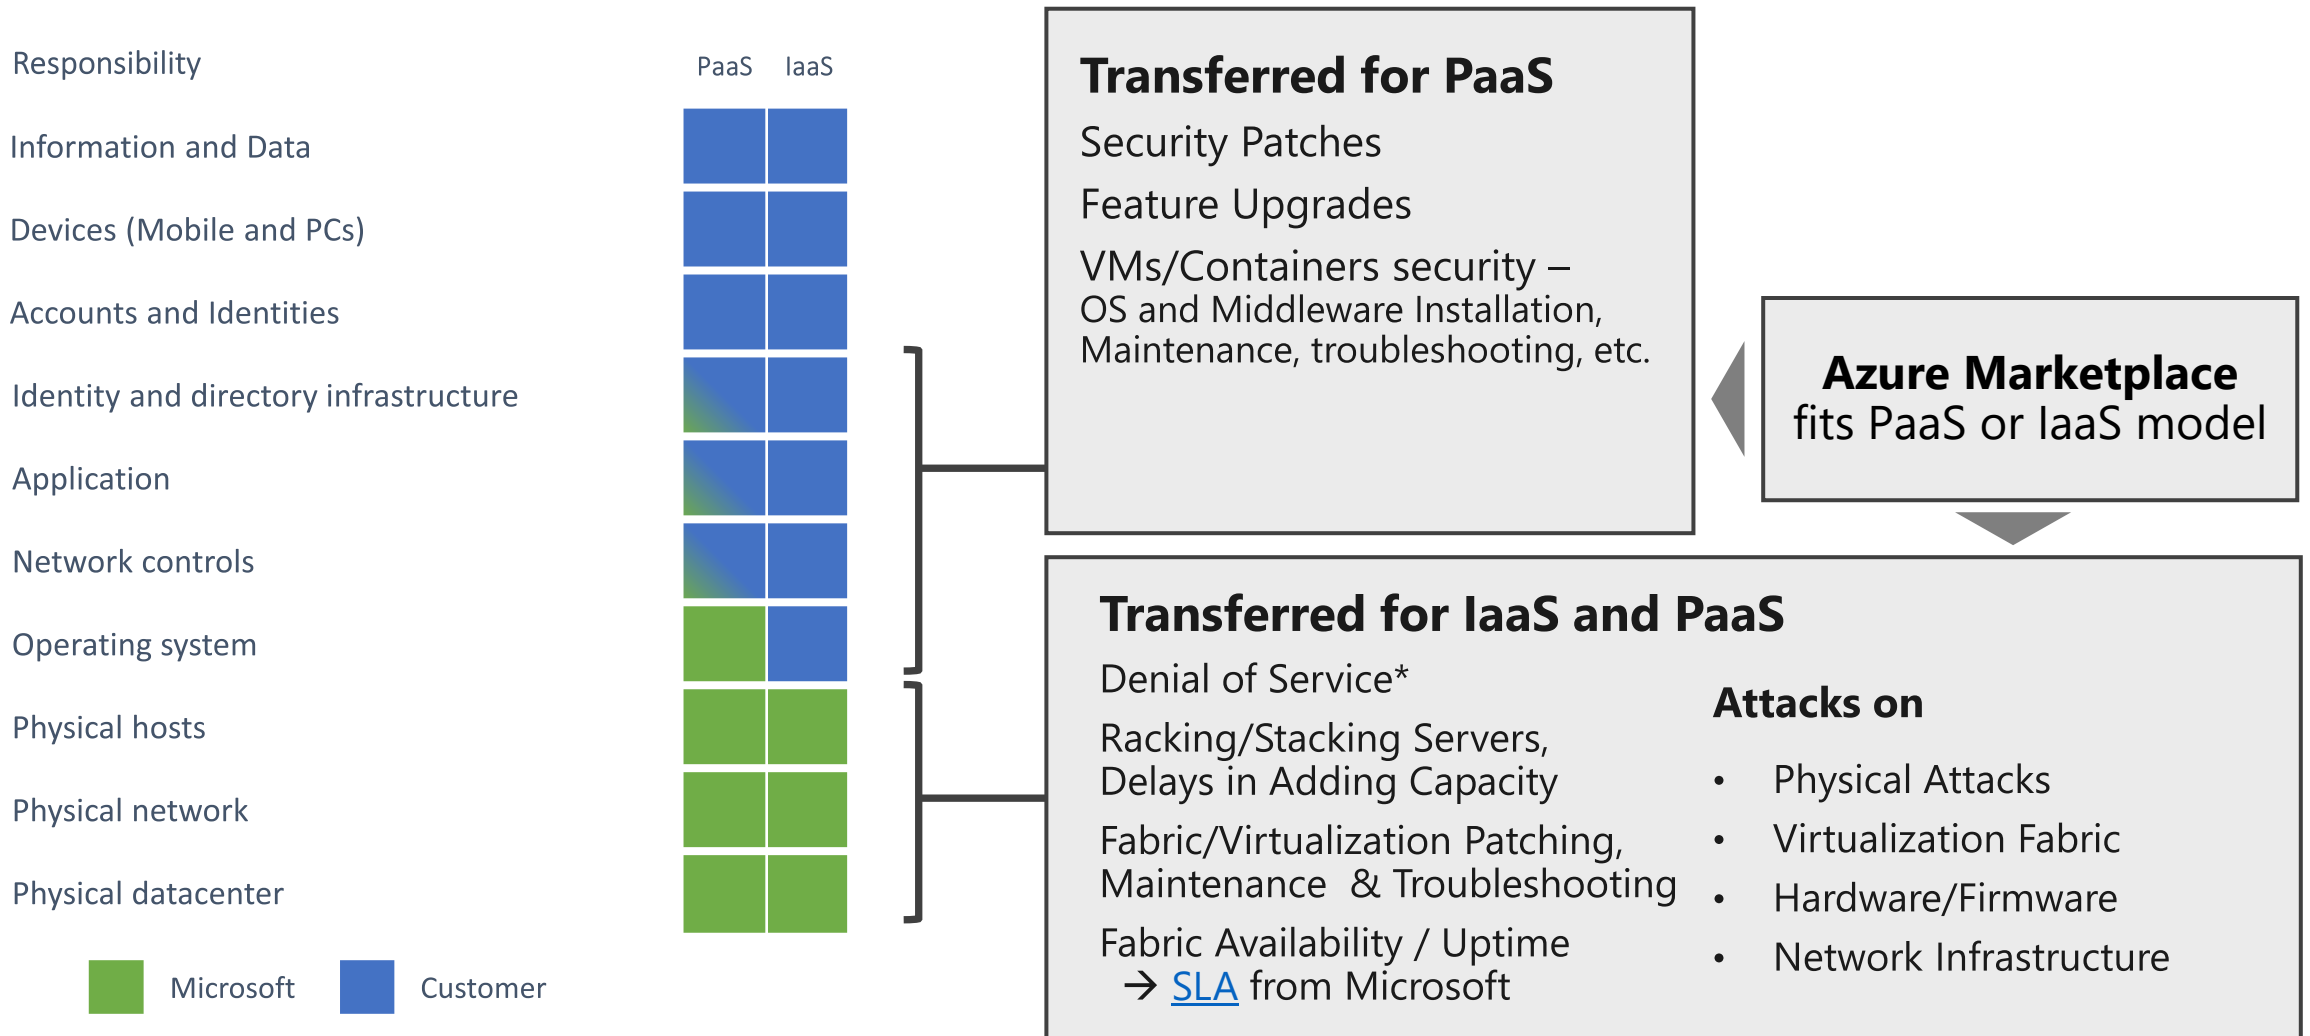 Responsibility
PaaS IaaS
Information and Data
Devices (Mobile and PCs)
Accounts and Identities
Identity and directory infrastructure
Application
Network controls
Operating system
Physical hosts
Physical network
Physical datacenter
Microsoft
Customer
Transferred for PaaS
Security Patches
Feature Upgrades
VMs/Containers security –
OS and Middleware Installation,
Maintenance, troubleshooting, etc.
Azure Marketplace
fits PaaS or IaaS model
Transferred for IaaS and PaaS
Denial of Service*
Racking/Stacking Servers,
Delays in Adding Capacity
Fabric/Virtualization Patching,
Maintenance & Troubleshooting
Fabric Availability / Uptime
→ SLA from Microsoft
Attacks on
• Physical Attacks
• Virtualization Fabric
• Hardware/Firmware
• Network Infrastructure